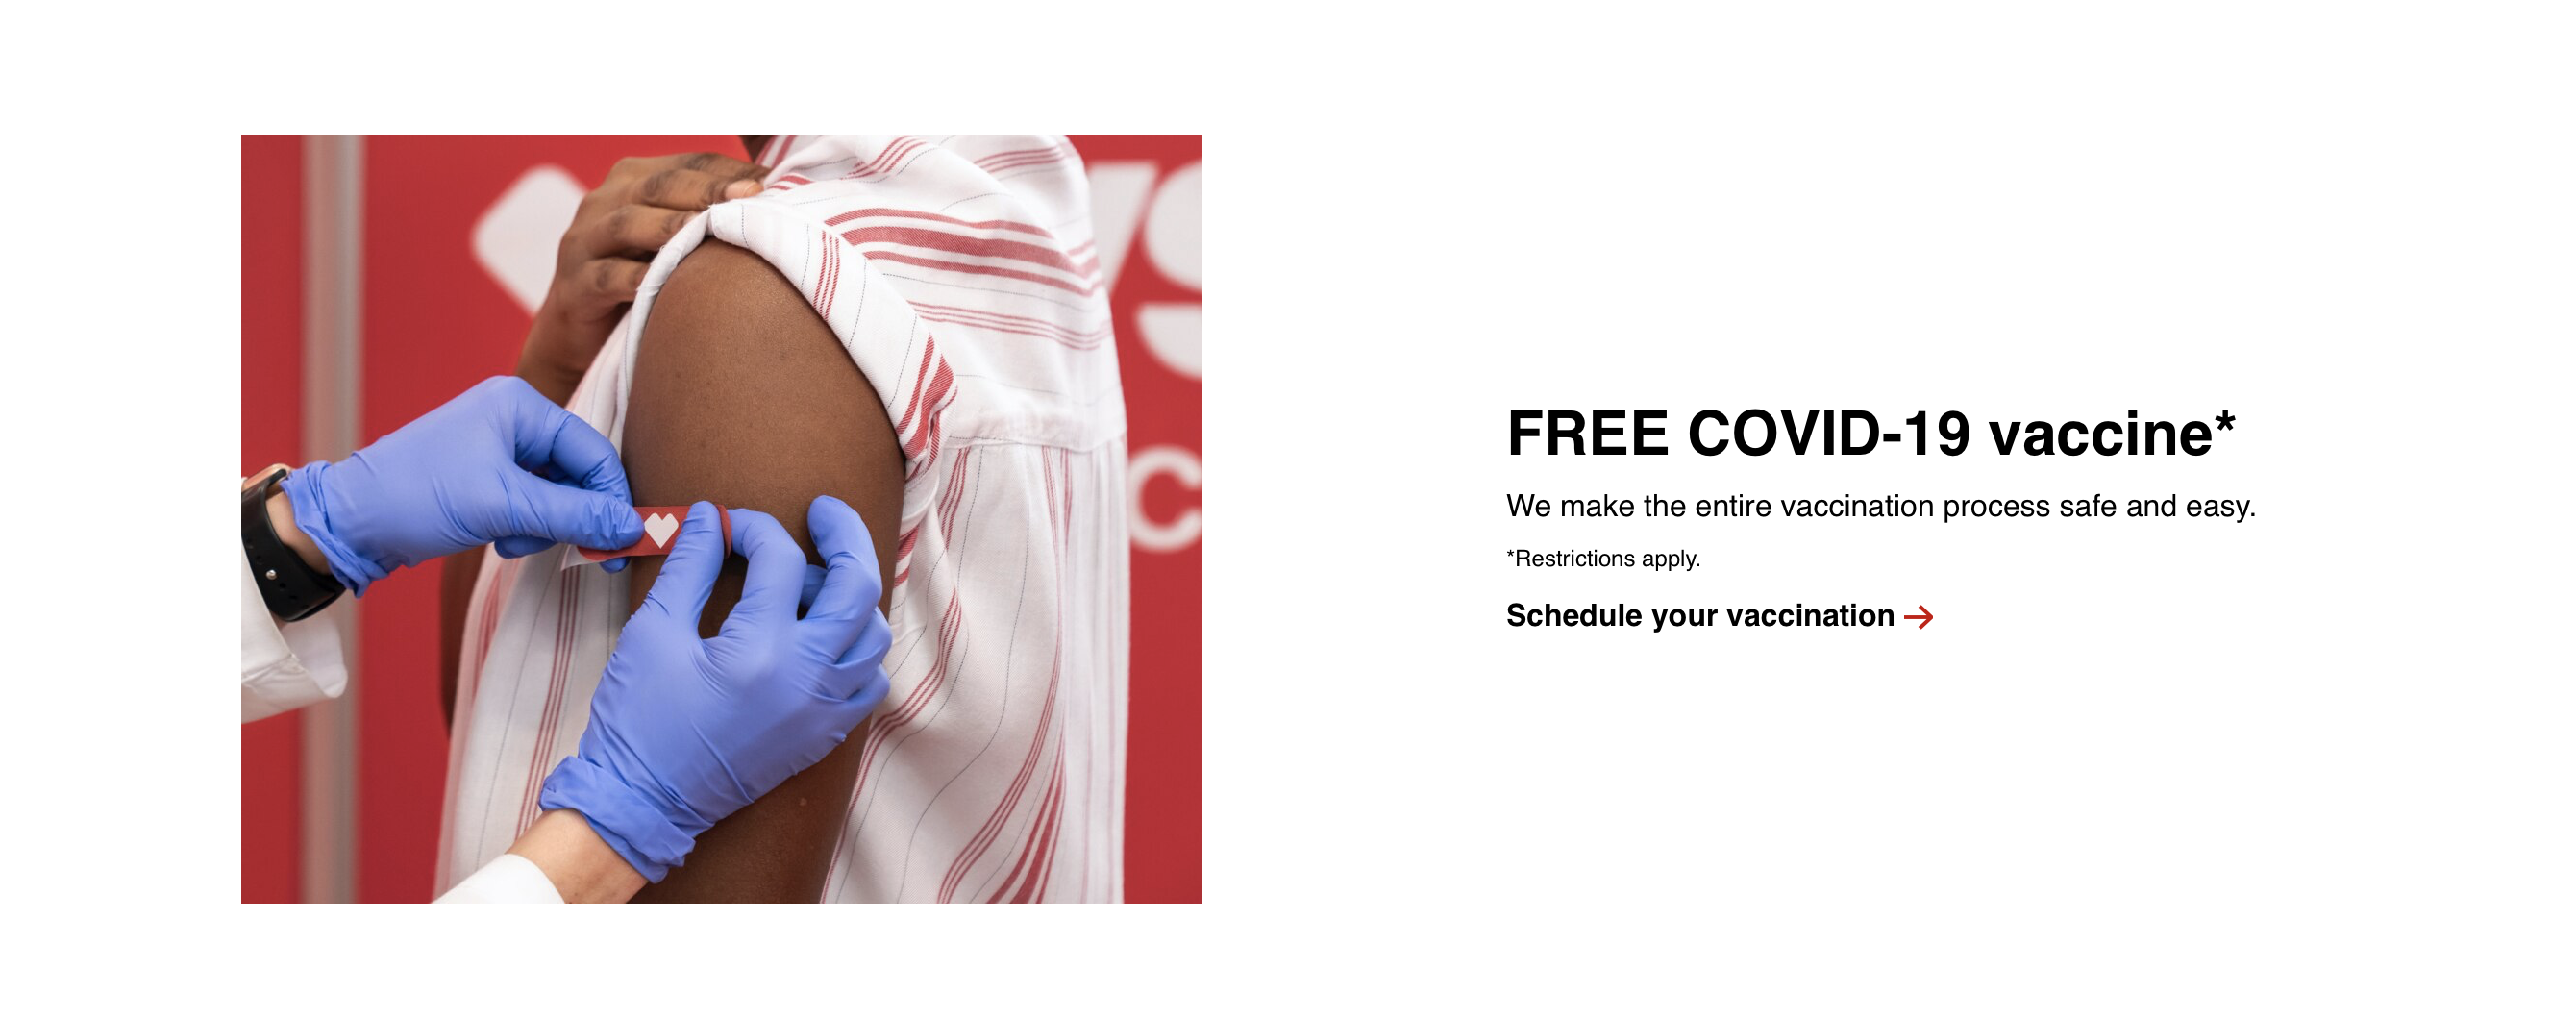 FREE COVID-19 vaccine*
We make the entire vaccination process safe and easy.
*Restrictions apply.
Schedule your vaccination